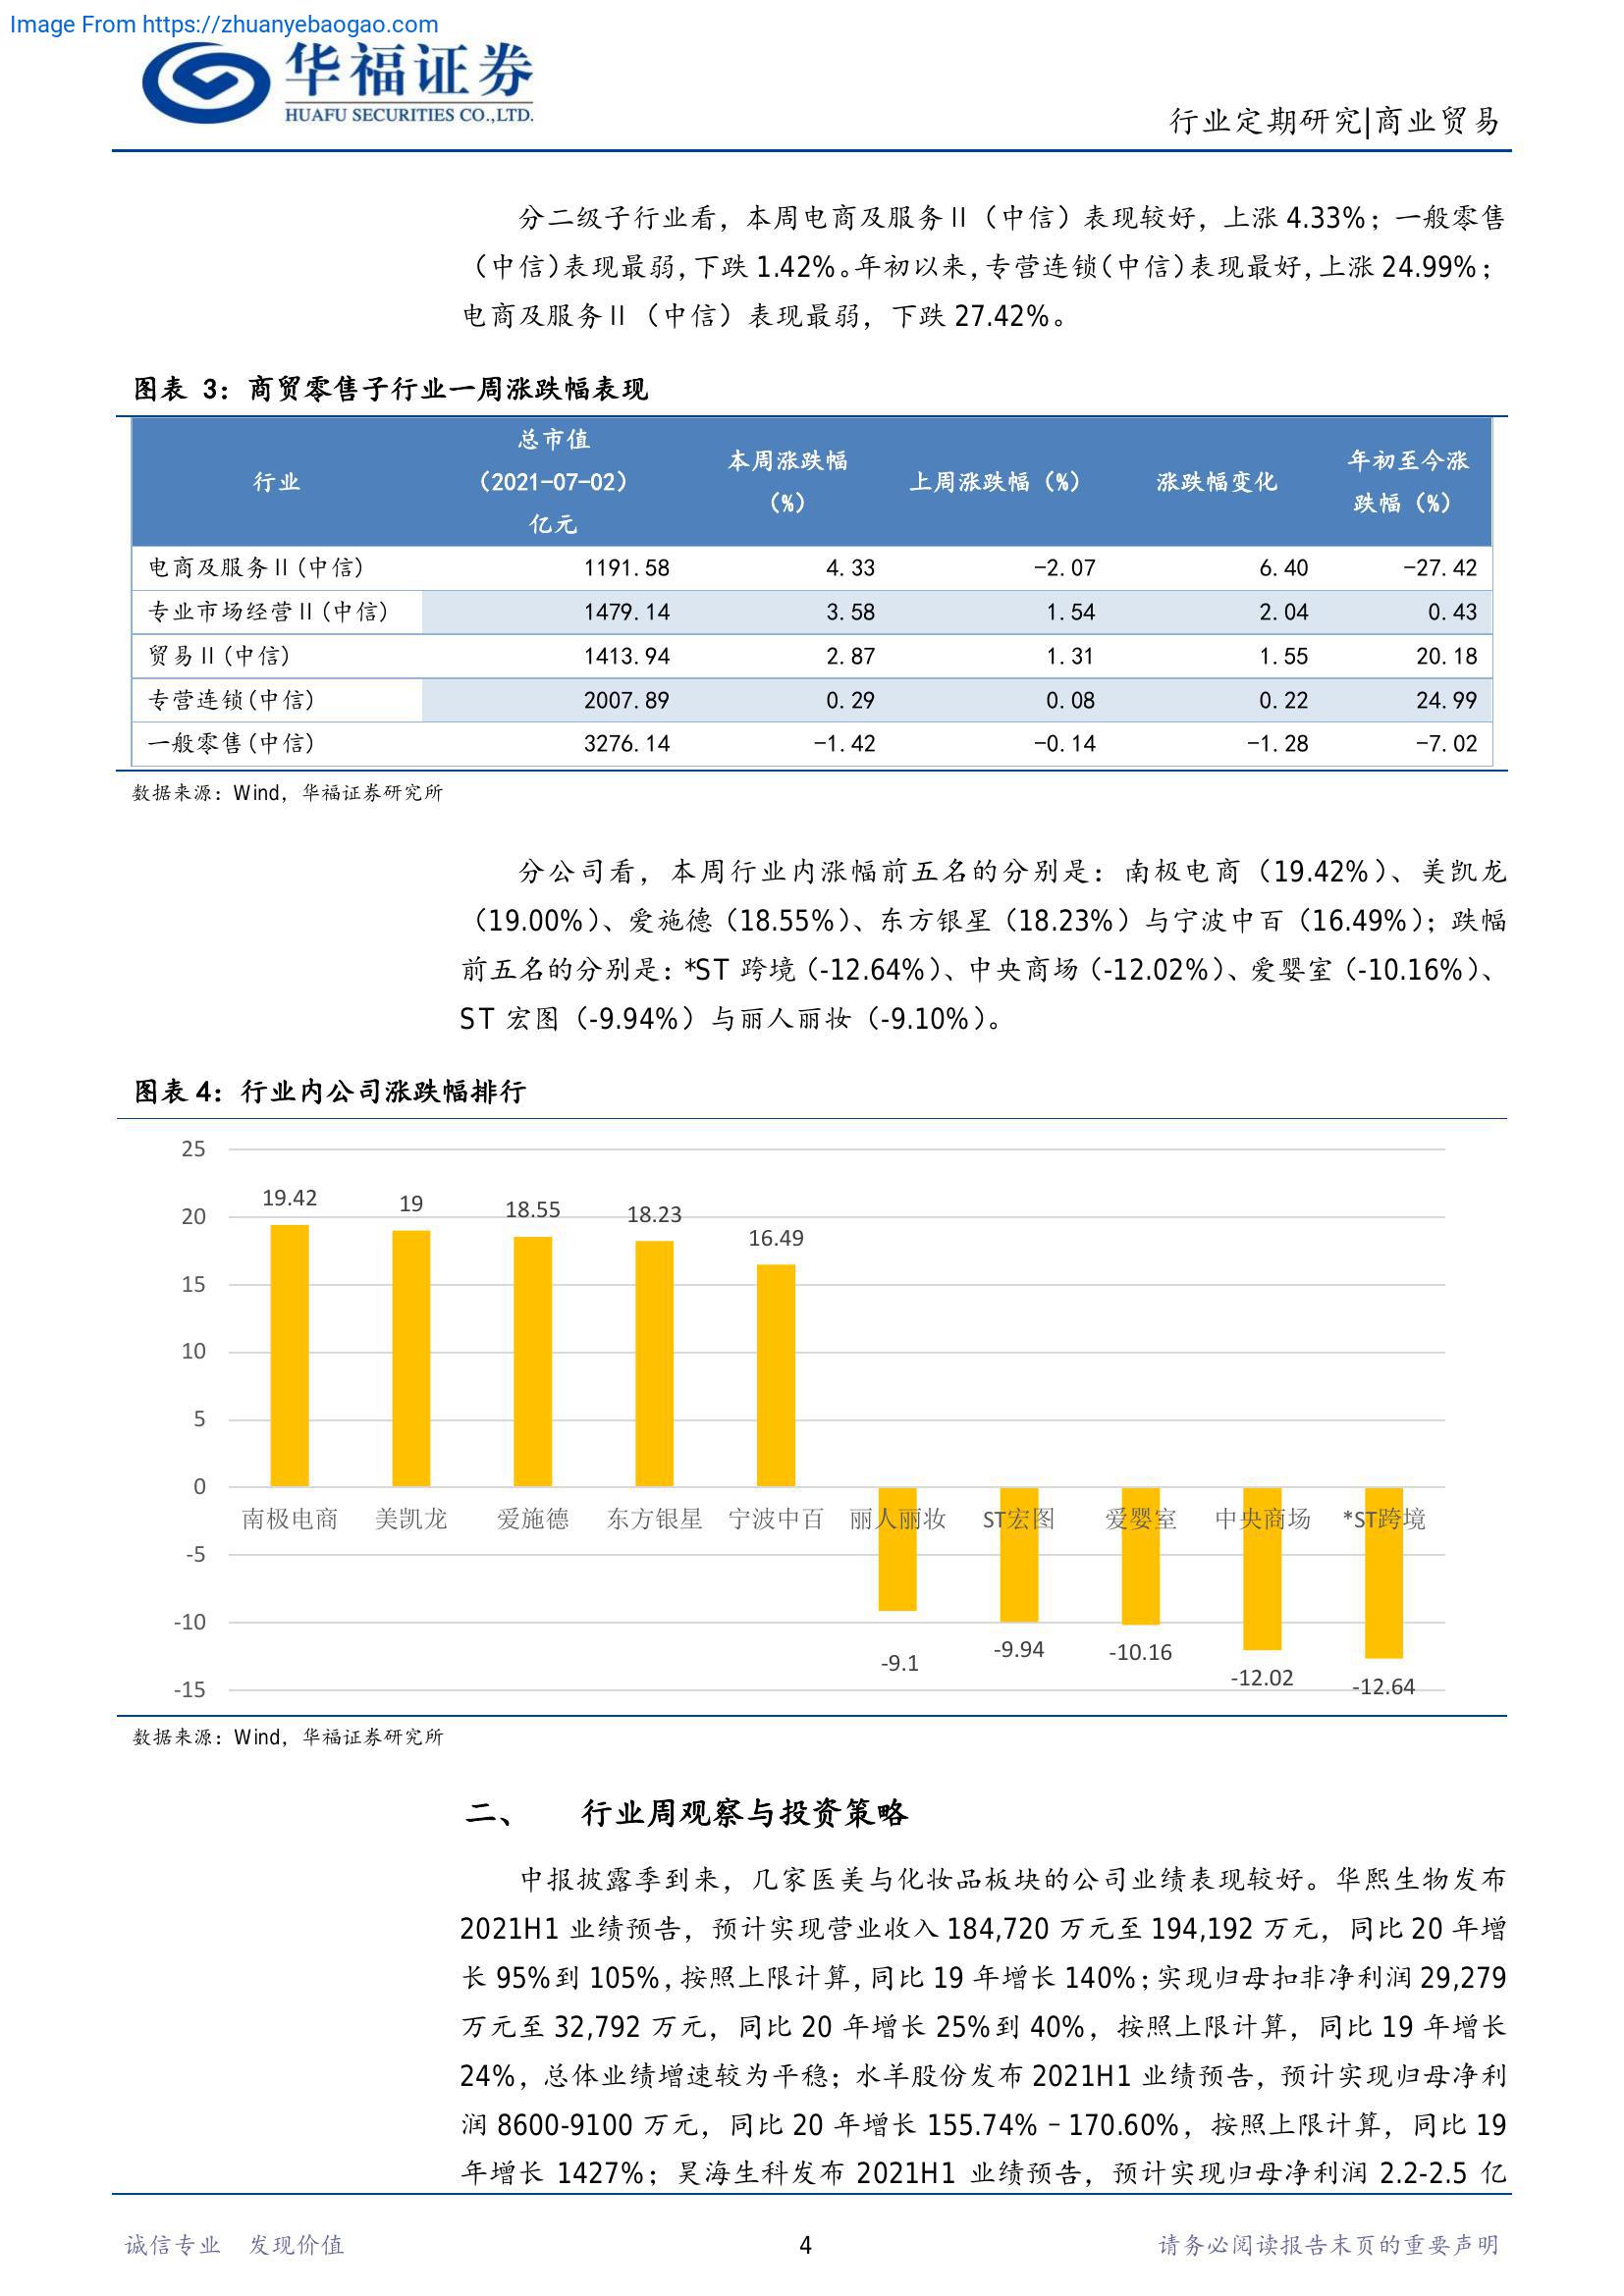 Image From https://zhuanyebaogao.com
华福证券
HUAFU SECURITIES CO.,LTD.
行业定期研究|商业贸易
分二级子行业看，本周电商及服务Ⅱ（中信）表现较好，上涨 4.33%；一般零售
（中信）表现最弱，下跌 1.42%。年初以来，专营连锁（中信）表现最好，上涨 24.99%；
电商及服务Ⅱ（中信）表现最弱，下跌 27.42%。
图表 3：商贸零售子行业一周涨跌幅表现
行业 总市值（2021-07-02）亿元 本周涨跌幅（%） 上周涨跌幅（%） 涨跌幅变化 年初至今涨跌幅（%）
电商及服务Ⅱ(中信) 1191.58 4.33 -2.07 6.40 -27.42
专业市场经营Ⅱ(中信) 1479.14 3.58 1.54 2.04 0.43
贸易Ⅱ(中信) 1413.94 2.87 1.31 1.55 20.18
专营连锁(中信) 2007.89 0.29 0.08 0.22 24.99
一般零售(中信) 3276.14 -1.42 -0.14 -1.28 -7.02
数据来源：Wind，华福证券研究所
分公司看，本周行业内涨幅前五名的分别是：南极电商（19.42%）、美凯龙
（19.00%）、爱施德（18.55%）、东方银星（18.23%）与宁波中百（16.49%）；跌幅
前五名的分别是：*ST 跨境（-12.64%）、中央商场（-12.02%）、爱婴室（-10.16%）、
ST 宏图（-9.94%）与丽人丽妆（-9.10%）。
图表 4：行业内公司涨跌幅排行
25
20
15
10
5
0
-5
-10
-15
19.42 19 18.55 18.23 16.49
南极电商 美凯龙 爱施德 东方银星 宁波中百 丽人丽妆 ST宏图 爱婴室 中央商场 *ST跨境
-9.1 -9.94 -10.16 -12.02 -12.64
数据来源：Wind，华福证券研究所
二、 行业周观察与投资策略
中报披露季到来，几家医美与化妆品板块的公司业绩表现较好。华熙生物发布
2021H1 业绩预告，预计实现营业收入 184,720 万元至 194,192 万元，同比 20 年增
长 95%到 105%，按照上限计算，同比 19 年增长 140%；实现归母扣非净利润 29,279
万元至 32,792 万元，同比 20 年增长 25%到 40%，按照上限计算，同比 19 年增长
24%，总体业绩增速较为平稳；水羊股份发布 2021H1 业绩预告，预计实现归母净利
润 8600-9100 万元，同比 20 年增长 155.74%–170.60%，按照上限计算，同比 19
年增长 1427%；昊海生科发布 2021H1 业绩预告，预计实现归母净利润 2.2-2.5 亿
诚信专业 发现价值
4
请务必阅读报告末页的重要声明